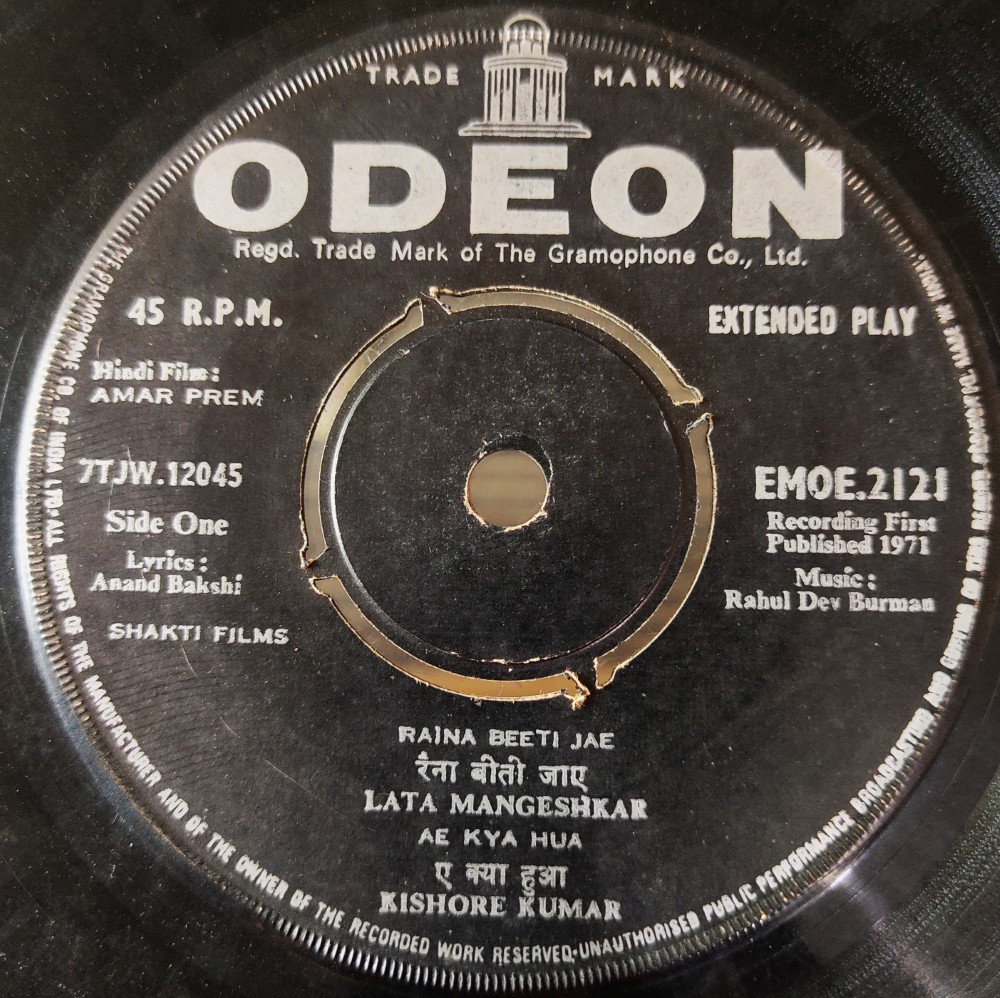 TRADE MARK
ODEON
Regd. Trade Mark of The Gramophone Co., Ltd.
45 R.P.M.
EXTENDED PLAY
Hindi Film:
AMAR PREM
7TJW.12045
Side One
Lyrics:
Anand Bakshi
SHAKTI FILMS
EMOE.2121
Recording First
Published 1971
Music:
Rahul Dev Burman
RAINA BEETI JAE
रैना बीती जाए
LATA MANGESHKAR
AE KYA HUA
ए क्या हुआ
KISHORE KUMAR
THE GRAMOPHONE CO. OF INDIA LTD-ALL RIGHTS OF THE MANUFACTURER AND OF THE OWNER OF THE RECORDED WORK RESERVED-UNAUTHORISED PUBLIC PERFORMANCE BROADCASTING AND COPYING OF THIS RECORD PROHIBITED. MADE IN INDIA.